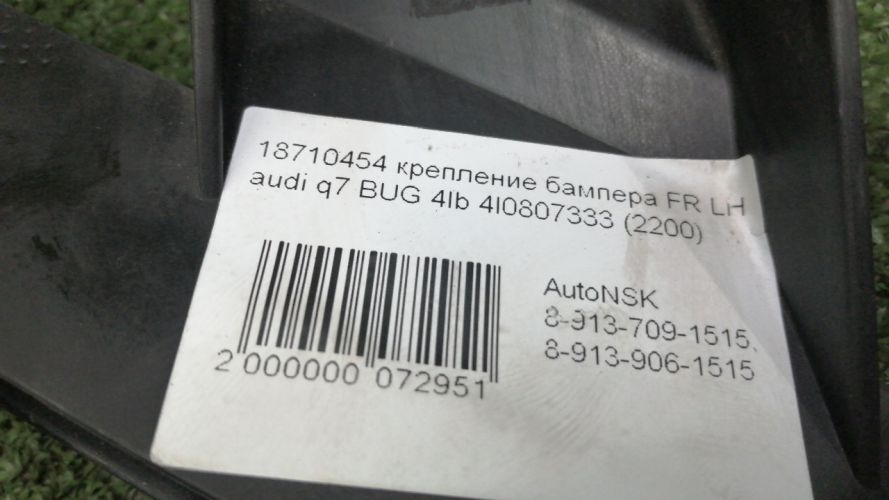 18710454 крепление бампера FR LH
audi q7 BUG 4lb 4l0807333 (2200)
AutoNSK
8-913-709-1515,
8-913-906-1515
2 000000 072951